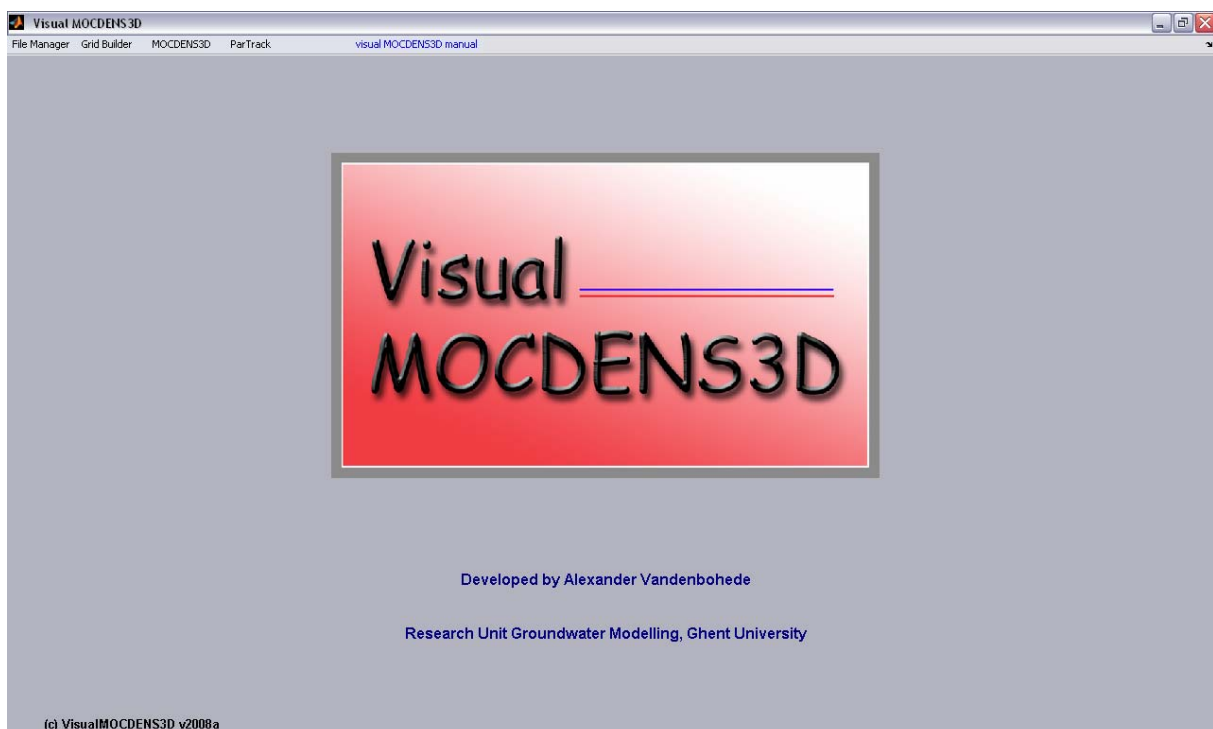 Visual MOCDENS3D
File Manager Grid Builder MOCDENS3D ParTrack visual MOCDENS3D manual
Visual
MOCDENS3D
Developed by Alexander Vandenbohede
Research Unit Groundwater Modelling, Ghent University
(c) VisualMOCDENS3D v2008a